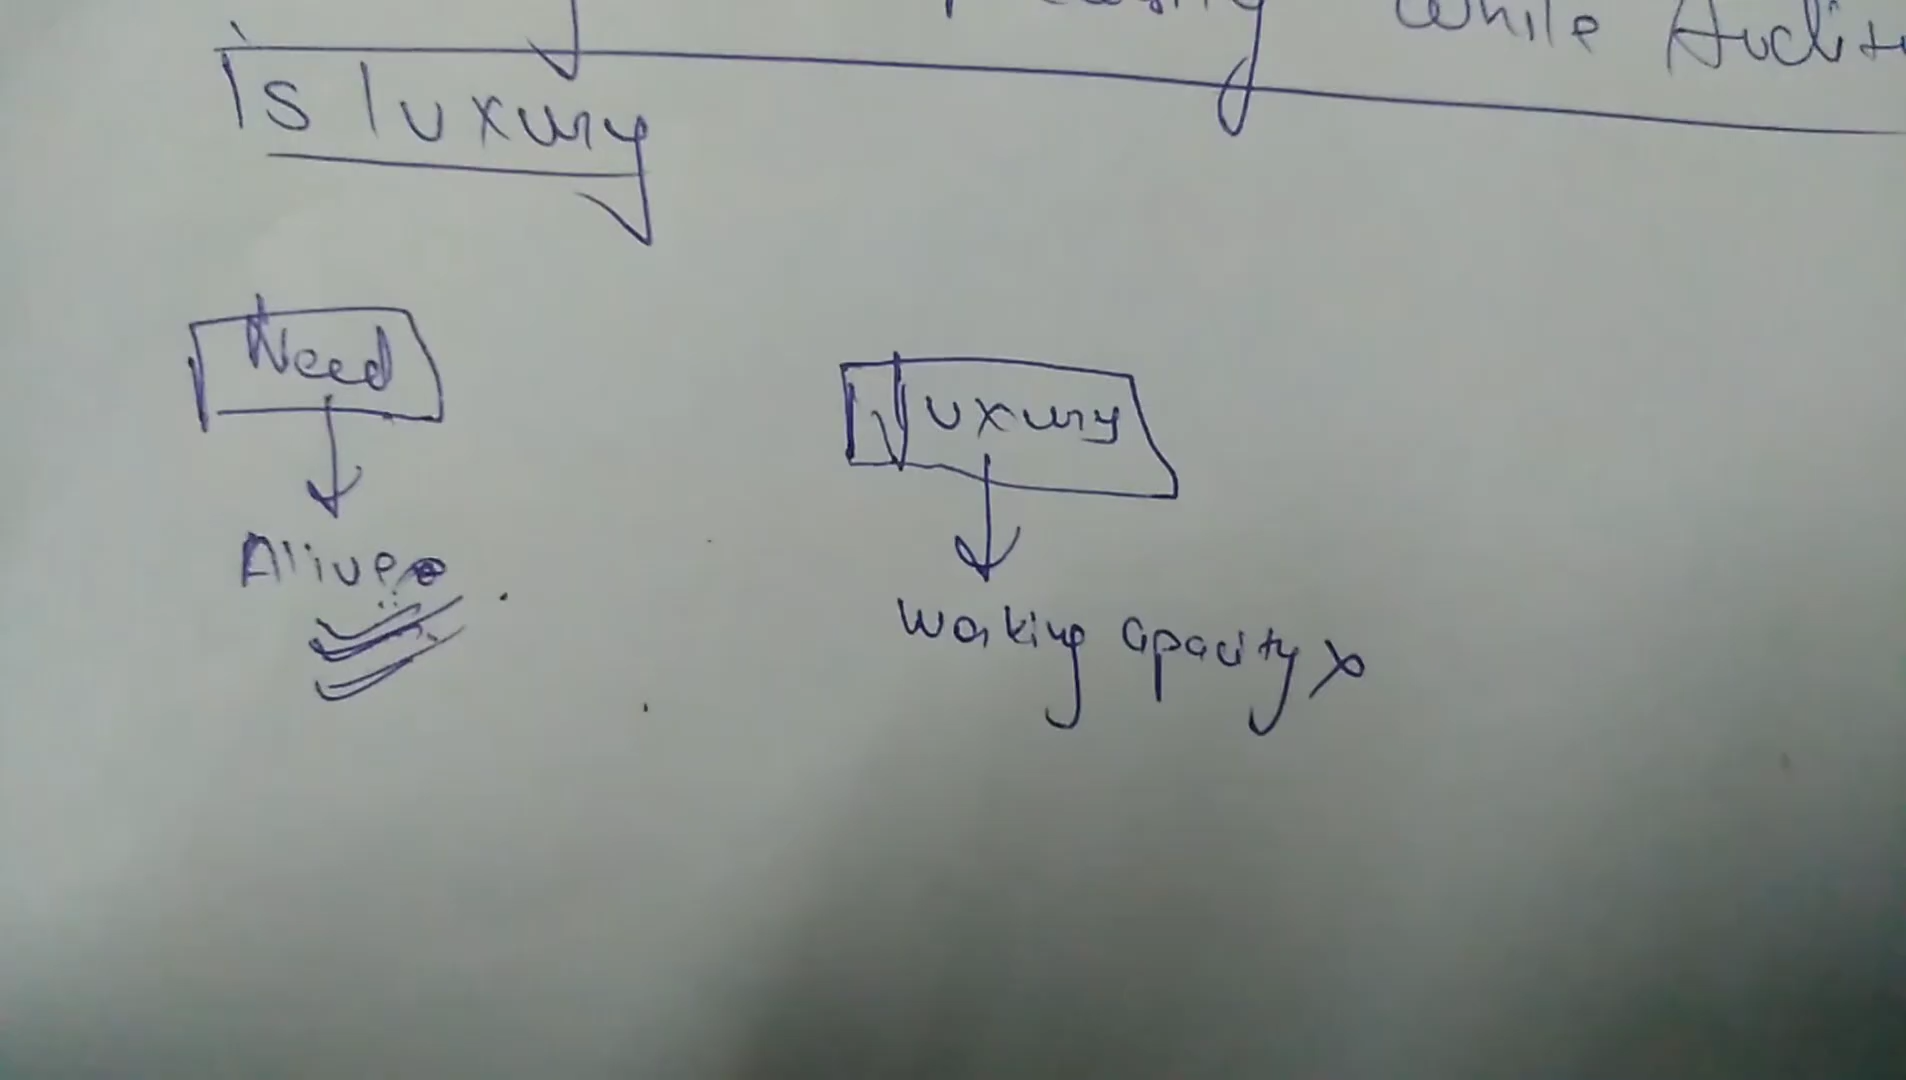 while Audit
Is luxury
Need
luxury
Alive
Working capacity